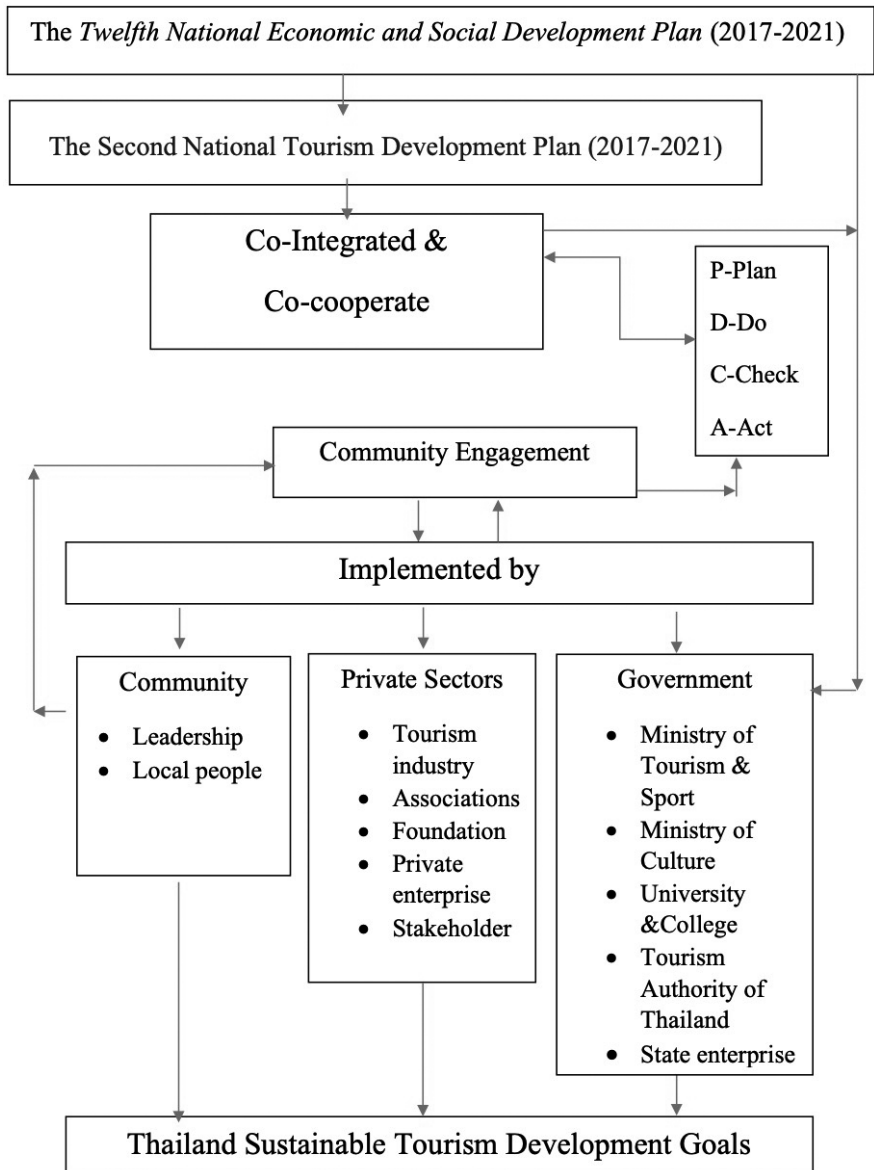 The Twelfth National Economic and Social Development Plan (2017-2021)
The Second National Tourism Development Plan (2017-2021)
Co-Integrated &
Co-cooperate
P-Plan
D-Do
C-Check
A-Act
Community Engagement
Implemented by
Community
• Leadership
• Local people
Private Sectors
• Tourism
industry
• Associations
• Foundation
• Private
enterprise
• Stakeholder
Government
• Ministry of
Tourism &
Sport
• Ministry of
Culture
• University
&College
• Tourism
Authority of
Thailand
• State enterprise
Thailand Sustainable Tourism Development Goals